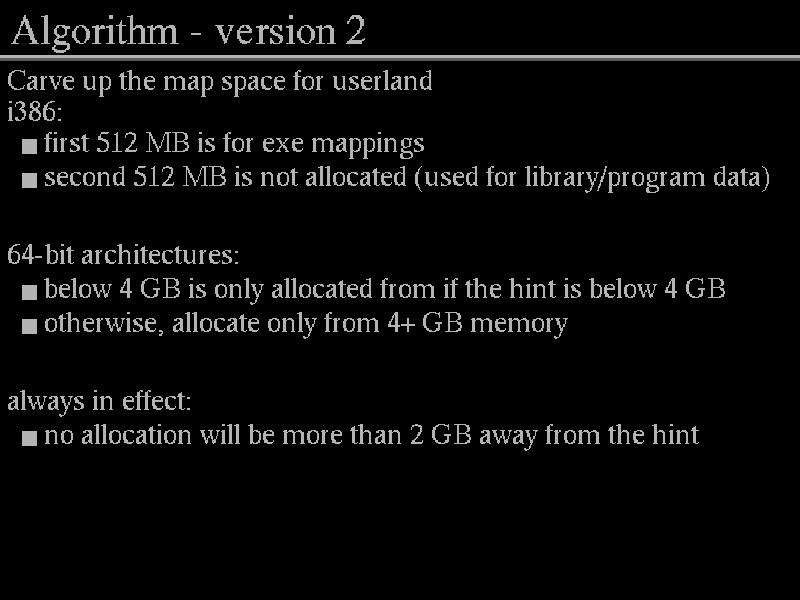 Algorithm - version 2
Carve up the map space for userland
i386:
first 512 MB is for exe mappings
second 512 MB is not allocated (used for library/program data)
64-bit architectures:
below 4 GB is only allocated from if the hint is below 4 GB
otherwise, allocate only from 4+ GB memory
always in effect:
no allocation will be more than 2 GB away from the hint